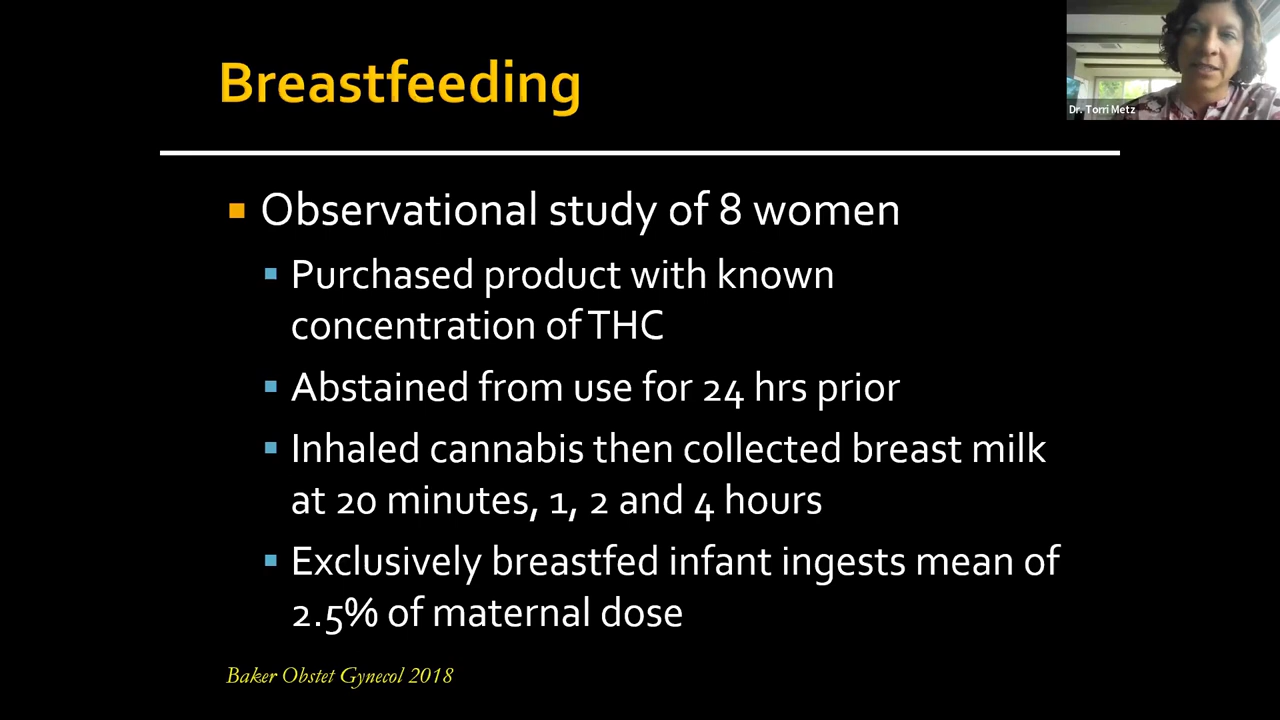 Breastfeeding
Dr. Torri Metz
Observational study of 8 women
Purchased product with known
concentration of THC
Abstained from use for 24 hrs prior
Inhaled cannabis then collected breast milk
at 20 minutes, 1, 2 and 4 hours
Exclusively breastfed infant ingests mean of
2.5% of maternal dose
Baker Obstet Gynecol 2018